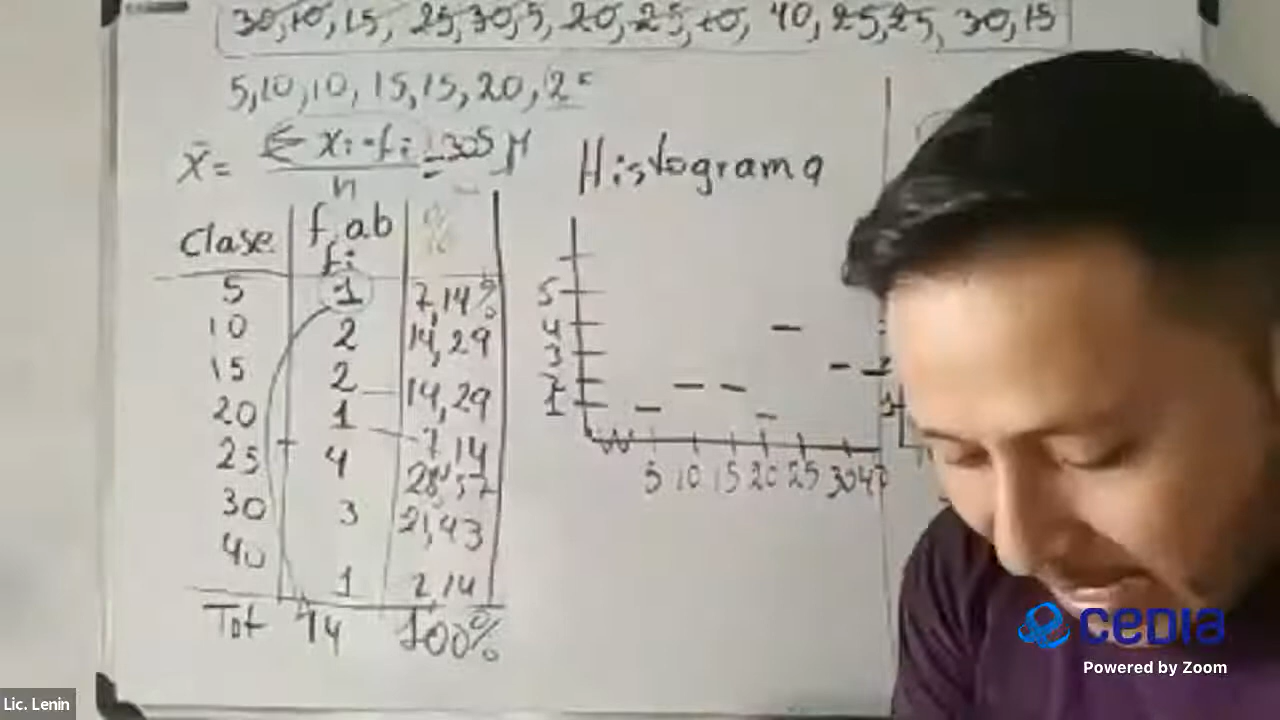 30, 10, 15, 25, 30, 5, 20, 25, 10, 40, 25, 25, 30, 15
5, 10, 10, 15, 15, 20, 25
x̄ = Σ xi · fi / n = 305
Histograma
Clase f. ab %
fi
5 1 7,14%
10 2 14,29
15 2 14,29
20 1 7,14
25 4 28,57
30 3 21,43
40 1 7,14
Tot 14 100%
5
4
3
2
1
5 10 15 20 25 30 40
cedia
Powered by Zoom
Lic. Lenin